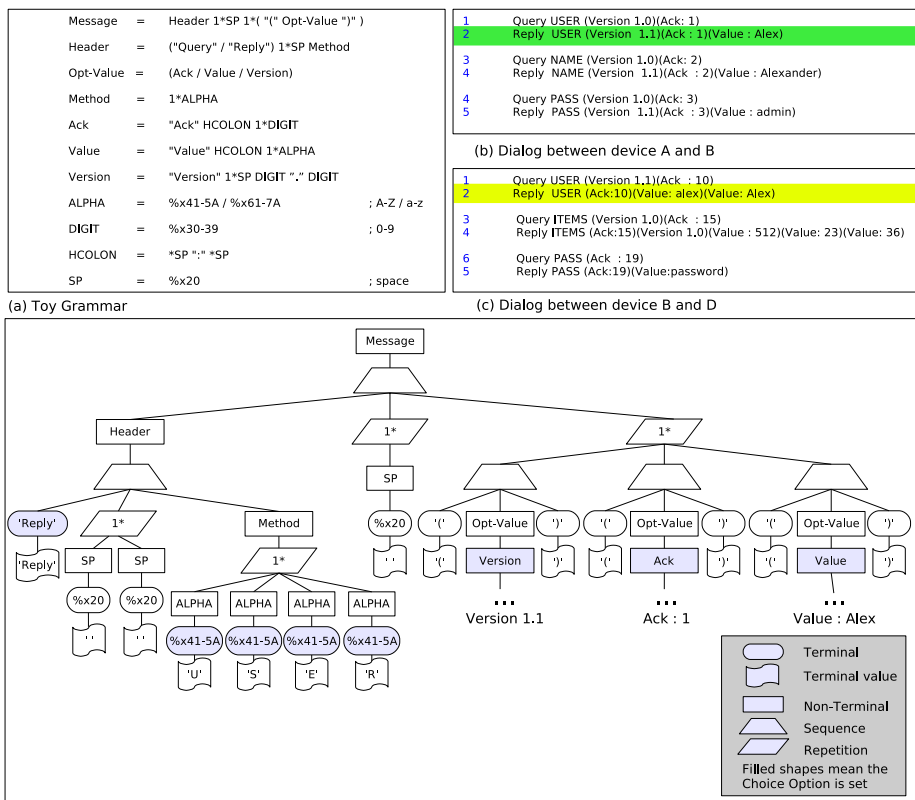 Message = Header 1*SP 1*( "(" Opt-Value ")" )
Header = ("Query" / "Reply") 1*SP Method
Opt-Value = (Ack / Value / Version)
Method = 1*ALPHA
Ack = "Ack" HCOLON 1*DIGIT
Value = "Value" HCOLON 1*ALPHA
Version = "Version" 1*SP DIGIT ”.” DIGIT
ALPHA = %x41-5A / %x61-7A ; A-Z / a-z
DIGIT = %x30-39 ; 0-9
HCOLON = *SP ":" *SP
SP = %x20 ; space
(a) Toy Grammar
1 Query USER (Version 1.0)(Ack: 1)
2 Reply USER (Version 1.1)(Ack : 1)(Value : Alex)
3 Query NAME (Version 1.0)(Ack: 2)
4 Reply NAME (Version 1.1)(Ack : 2)(Value : Alexander)
4 Query PASS (Version 1.0)(Ack: 3)
5 Reply PASS (Version 1.1)(Ack : 3)(Value : admin)
(b) Dialog between device A and B
1 Query USER (Version 1.1)(Ack : 10)
2 Reply USER (Ack:10)(Value: alex)(Value: Alex)
3 Query ITEMS (Version 1.0)(Ack : 15)
4 Reply ITEMS (Ack:15)(Version 1.0)(Value : 512)(Value: 23)(Value: 36)
6 Query PASS (Ack : 19)
5 Reply PASS (Ack:19)(Value:password)
(c) Dialog between device B and D
Message
Header 1* 1*
SP
'Reply' 1* Method %x20 '(' Opt-Value ')' '(' Opt-Value ')' '(' Opt-Value ')'
'Reply' SP SP 1* ' ' '(' Version ')' '(' Ack ')' '(' Value ')'
%x20 %x20 ALPHA ALPHA ALPHA ALPHA ... ... ...
Version 1.1 Ack : 1 Value : Alex
' ' ' ' %x41-5A %x41-5A %x41-5A %x41-5A
'U' 'S' 'E' 'R'
Terminal
Terminal value
Non-Terminal
Sequence
Repetition
Filled shapes mean the
Choice Option is set